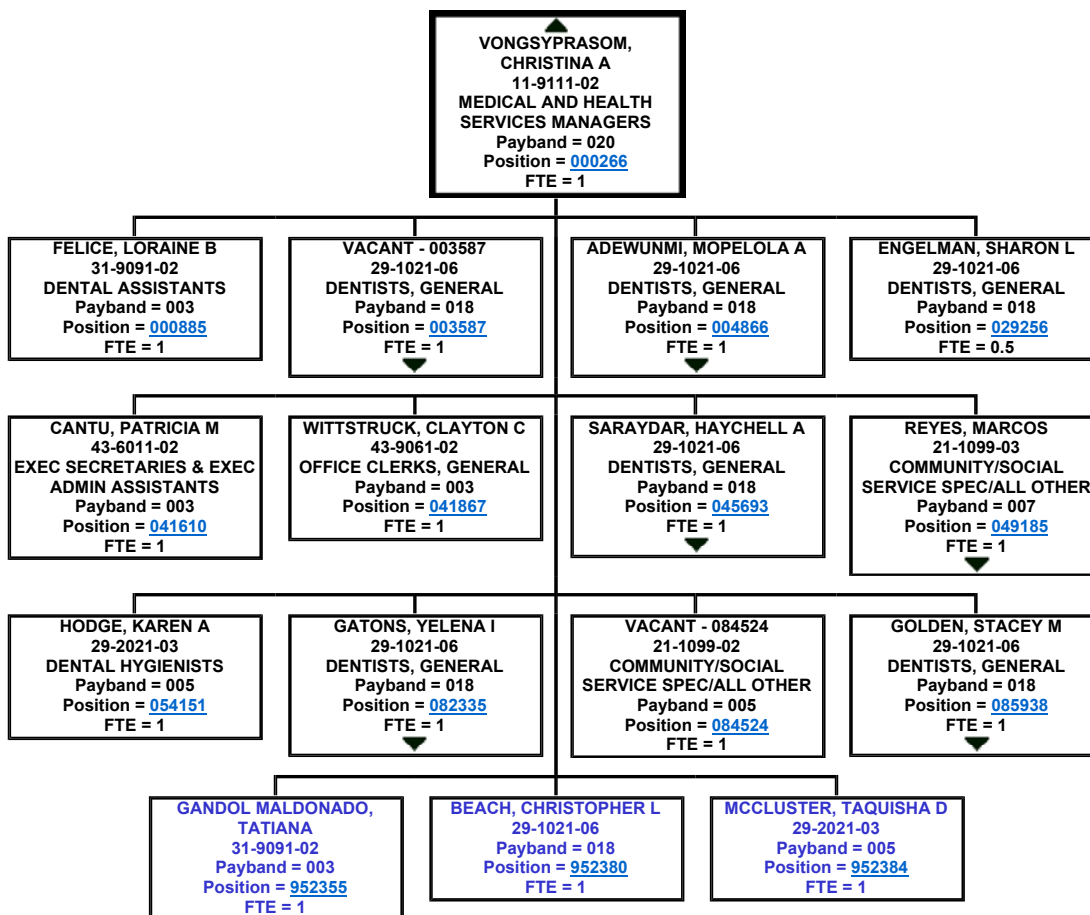 VONGSYPRASOM,
CHRISTINA A
11-9111-02
MEDICAL AND HEALTH
SERVICES MANAGERS
Payband = 020
Position = 000266
FTE = 1
FELICE, LORAINE B
31-9091-02
DENTAL ASSISTANTS
Payband = 003
Position = 000885
FTE = 1
VACANT - 003587
29-1021-06
DENTISTS, GENERAL
Payband = 018
Position = 003587
FTE = 1
ADEWUNMI, MOPELOLA A
29-1021-06
DENTISTS, GENERAL
Payband = 018
Position = 004866
FTE = 1
ENGELMAN, SHARON L
29-1021-06
DENTISTS, GENERAL
Payband = 018
Position = 029256
FTE = 0.5
CANTU, PATRICIA M
43-6011-02
EXEC SECRETARIES & EXEC
ADMIN ASSISTANTS
Payband = 003
Position = 041610
FTE = 1
WITTSTRUCK, CLAYTON C
43-9061-02
OFFICE CLERKS, GENERAL
Payband = 003
Position = 041867
FTE = 1
SARAYDAR, HAYCHELL A
29-1021-06
DENTISTS, GENERAL
Payband = 018
Position = 045693
FTE = 1
REYES, MARCOS
21-1099-03
COMMUNITY/SOCIAL
SERVICE SPEC/ALL OTHER
Payband = 007
Position = 049185
FTE = 1
HODGE, KAREN A
29-2021-03
DENTAL HYGIENISTS
Payband = 005
Position = 054151
FTE = 1
GATONS, YELENA I
29-1021-06
DENTISTS, GENERAL
Payband = 018
Position = 082335
FTE = 1
VACANT - 084524
21-1099-02
COMMUNITY/SOCIAL
SERVICE SPEC/ALL OTHER
Payband = 005
Position = 084524
FTE = 1
GOLDEN, STACEY M
29-1021-06
DENTISTS, GENERAL
Payband = 018
Position = 085938
FTE = 1
GANDOL MALDONADO,
TATIANA
31-9091-02
Payband = 003
Position = 952355
FTE = 1
BEACH, CHRISTOPHER L
29-1021-06
Payband = 018
Position = 952380
FTE = 1
MCCLUSTER, TAQUISHA D
29-2021-03
Payband = 005
Position = 952384
FTE = 1